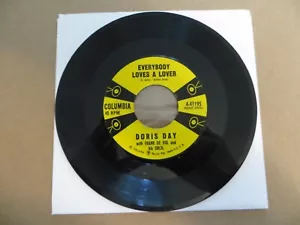 EVERYBODY
LOVES A LOVER
COLUMBIA
45 RPM
4-41195
DORIS DAY
with FRANK DE VOL and
his ORCH.